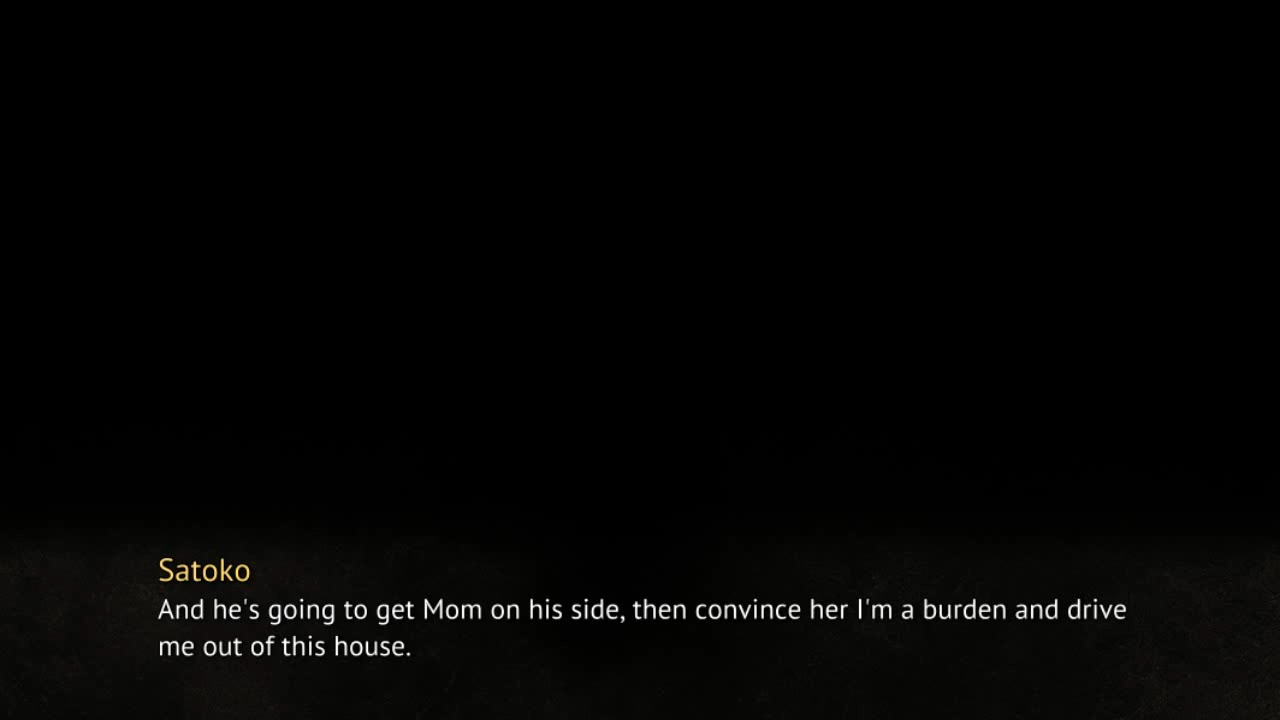 Satoko
And he's going to get Mom on his side, then convince her I'm a burden and drive
me out of this house.